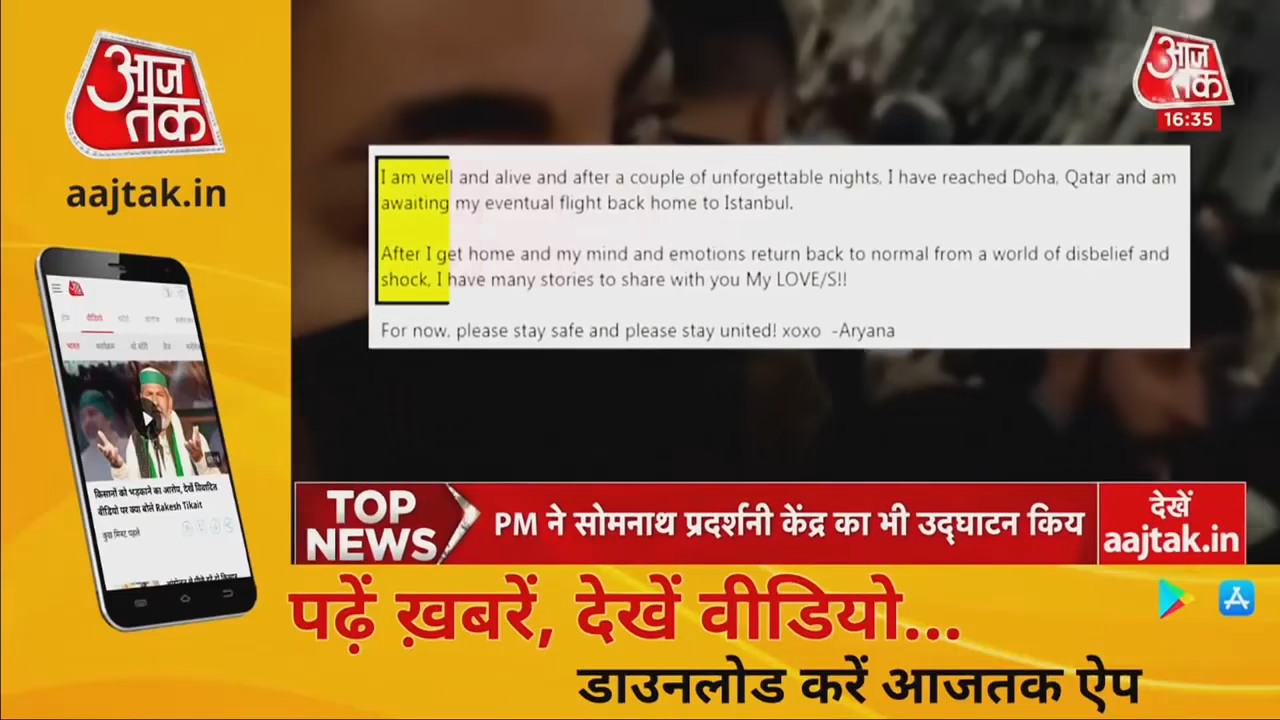 आज
तक
aajtak.in
वीडियो
किसानों को भड़काने का आरोप, देखें विवादित
वीडियो पर क्या बोले Rakesh Tikait
कुछ मिनट पहले
आज
तक
16:35
I am well and alive and after a couple of unforgettable nights, I have reached Doha, Qatar and am
awaiting my eventual flight back home to Istanbul.
After I get home and my mind and emotions return back to normal from a world of disbelief and
shock, I have many stories to share with you My LOVE/S!!
For now, please stay safe and please stay united! xoxo -Aryana
TOP
NEWS
PM ने सोमनाथ प्रदर्शनी केंद्र का भी उद्घाटन किय
देखें
aajtak.in
पढ़ें ख़बरें, देखें वीडियो...
डाउनलोड करें आजतक ऐप